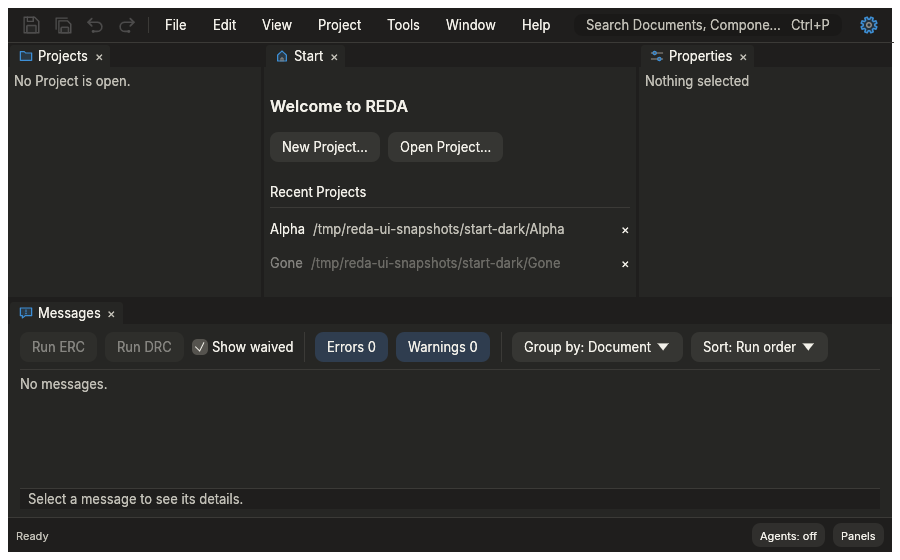 File Edit View Project Tools Window Help Search Documents, Compone... Ctrl+P
Projects × Start × Properties ×
No Project is open.
Nothing selected
Welcome to REDA
New Project... Open Project...
Recent Projects
Alpha /tmp/reda-ui-snapshots/start-dark/Alpha ×
Gone /tmp/reda-ui-snapshots/start-dark/Gone ×
Messages ×
Run ERC Run DRC Show waived Errors 0 Warnings 0 Group by: Document Sort: Run order
No messages.
Select a message to see its details.
Ready Agents: off Panels